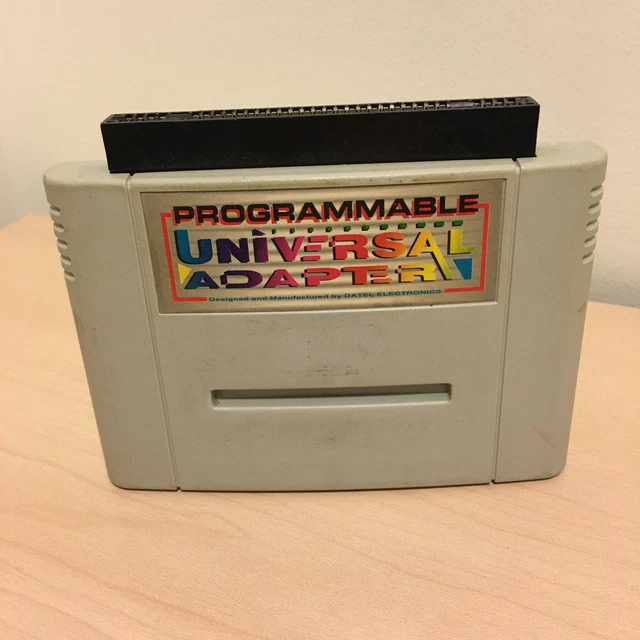 PROGRAMMABLE
UNIVERSAL
ADAPTER
Designed and Manufactured by DATEL ELECTRONICS